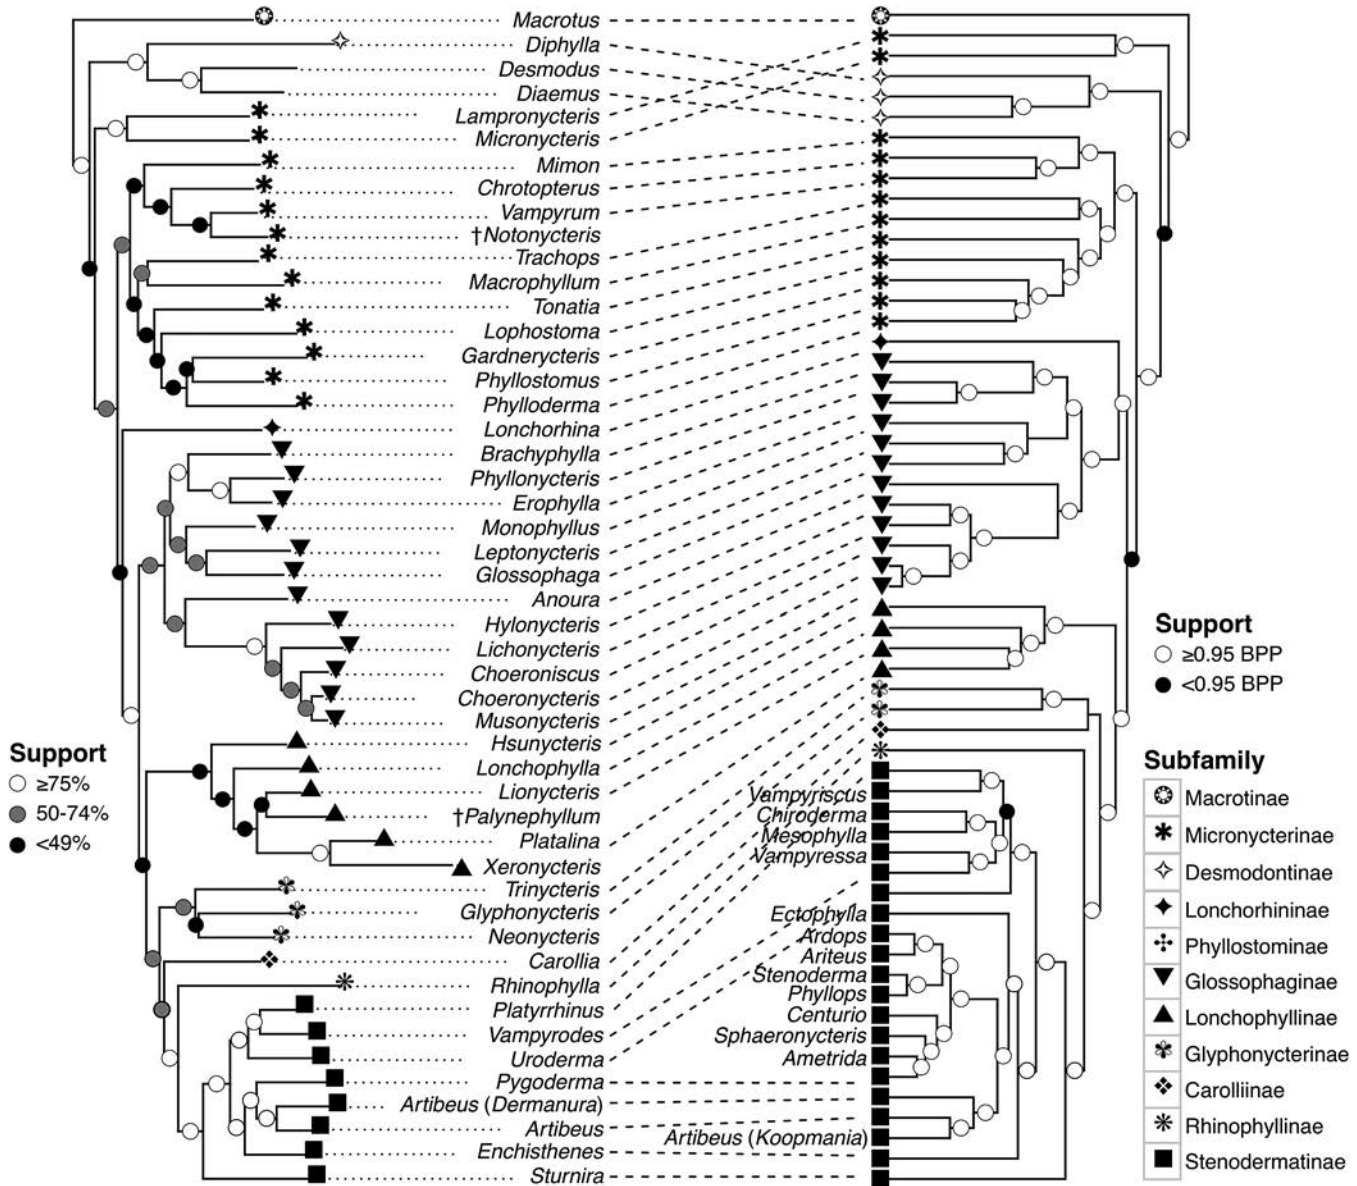 Macrotus
Diphylla
Desmodus
Diaemus
Lampronycteris
Micronycteris
Mimon
Chrotopterus
Vampyrum
†Notonycteris
Trachops
Macrophyllum
Tonatia
Lophostoma
Gardnerycteris
Phyllostomus
Phylloderma
Lonchorhina
Brachyphylla
Phyllonycteris
Erophylla
Monophyllus
Leptonycteris
Glossophaga
Anoura
Hylonycteris
Lichonycteris
Choeroniscus
Choeronycteris
Musonycteris
Hsunycteris
Lonchophylla
Lionycteris
†Palynephyllum
Platalina
Xeronycteris
Trinycteris
Glyphonycteris
Neonycteris
Carollia
Rhinophylla
Platyrrhinus
Vampyrodes
Uroderma
Pygoderma
Artibeus (Dermanura)
Artibeus
Enchisthenes
Sturnira
Support
≥75%
50-74%
<49%
Vampyriscus
Chiroderma
Mesophylla
Vampyressa
Ectophylla
Ardops
Ariteus
Stenoderma
Phyllops
Centurio
Sphaeronycteris
Ametrida
Artibeus (Koopmania)
Support
≥0.95 BPP
<0.95 BPP
Subfamily
Macrotinae
Micronycterinae
Desmodontinae
Lonchorhininae
Phyllostominae
Glossophaginae
Lonchophyllinae
Glyphonycterinae
Carolliinae
Rhinophyllinae
Stenodermatinae